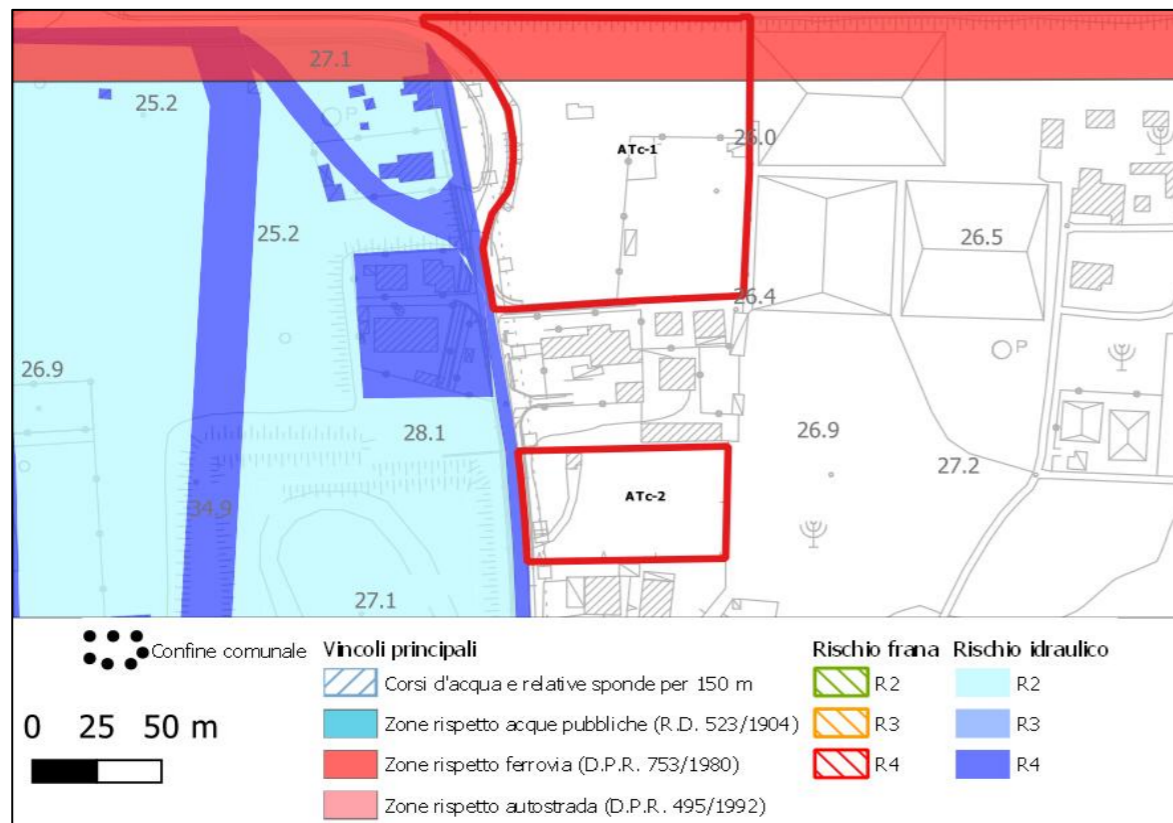 27.1
25.2
26.0
ATc-1
25.2
26.5
26.4
P
P
26.9
28.1
26.9
27.2
34.9
ATc-2
27.1
Confine comunale
0 25 50 m
Vincoli principali
Corsi d'acqua e relative sponde per 150 m
Zone rispetto acque pubbliche (R.D. 523/1904)
Zone rispetto ferrovia (D.P.R. 753/1980)
Zone rispetto autostrada (D.P.R. 495/1992)
Rischio frana
R2
R3
R4
Rischio idraulico
R2
R3
R4